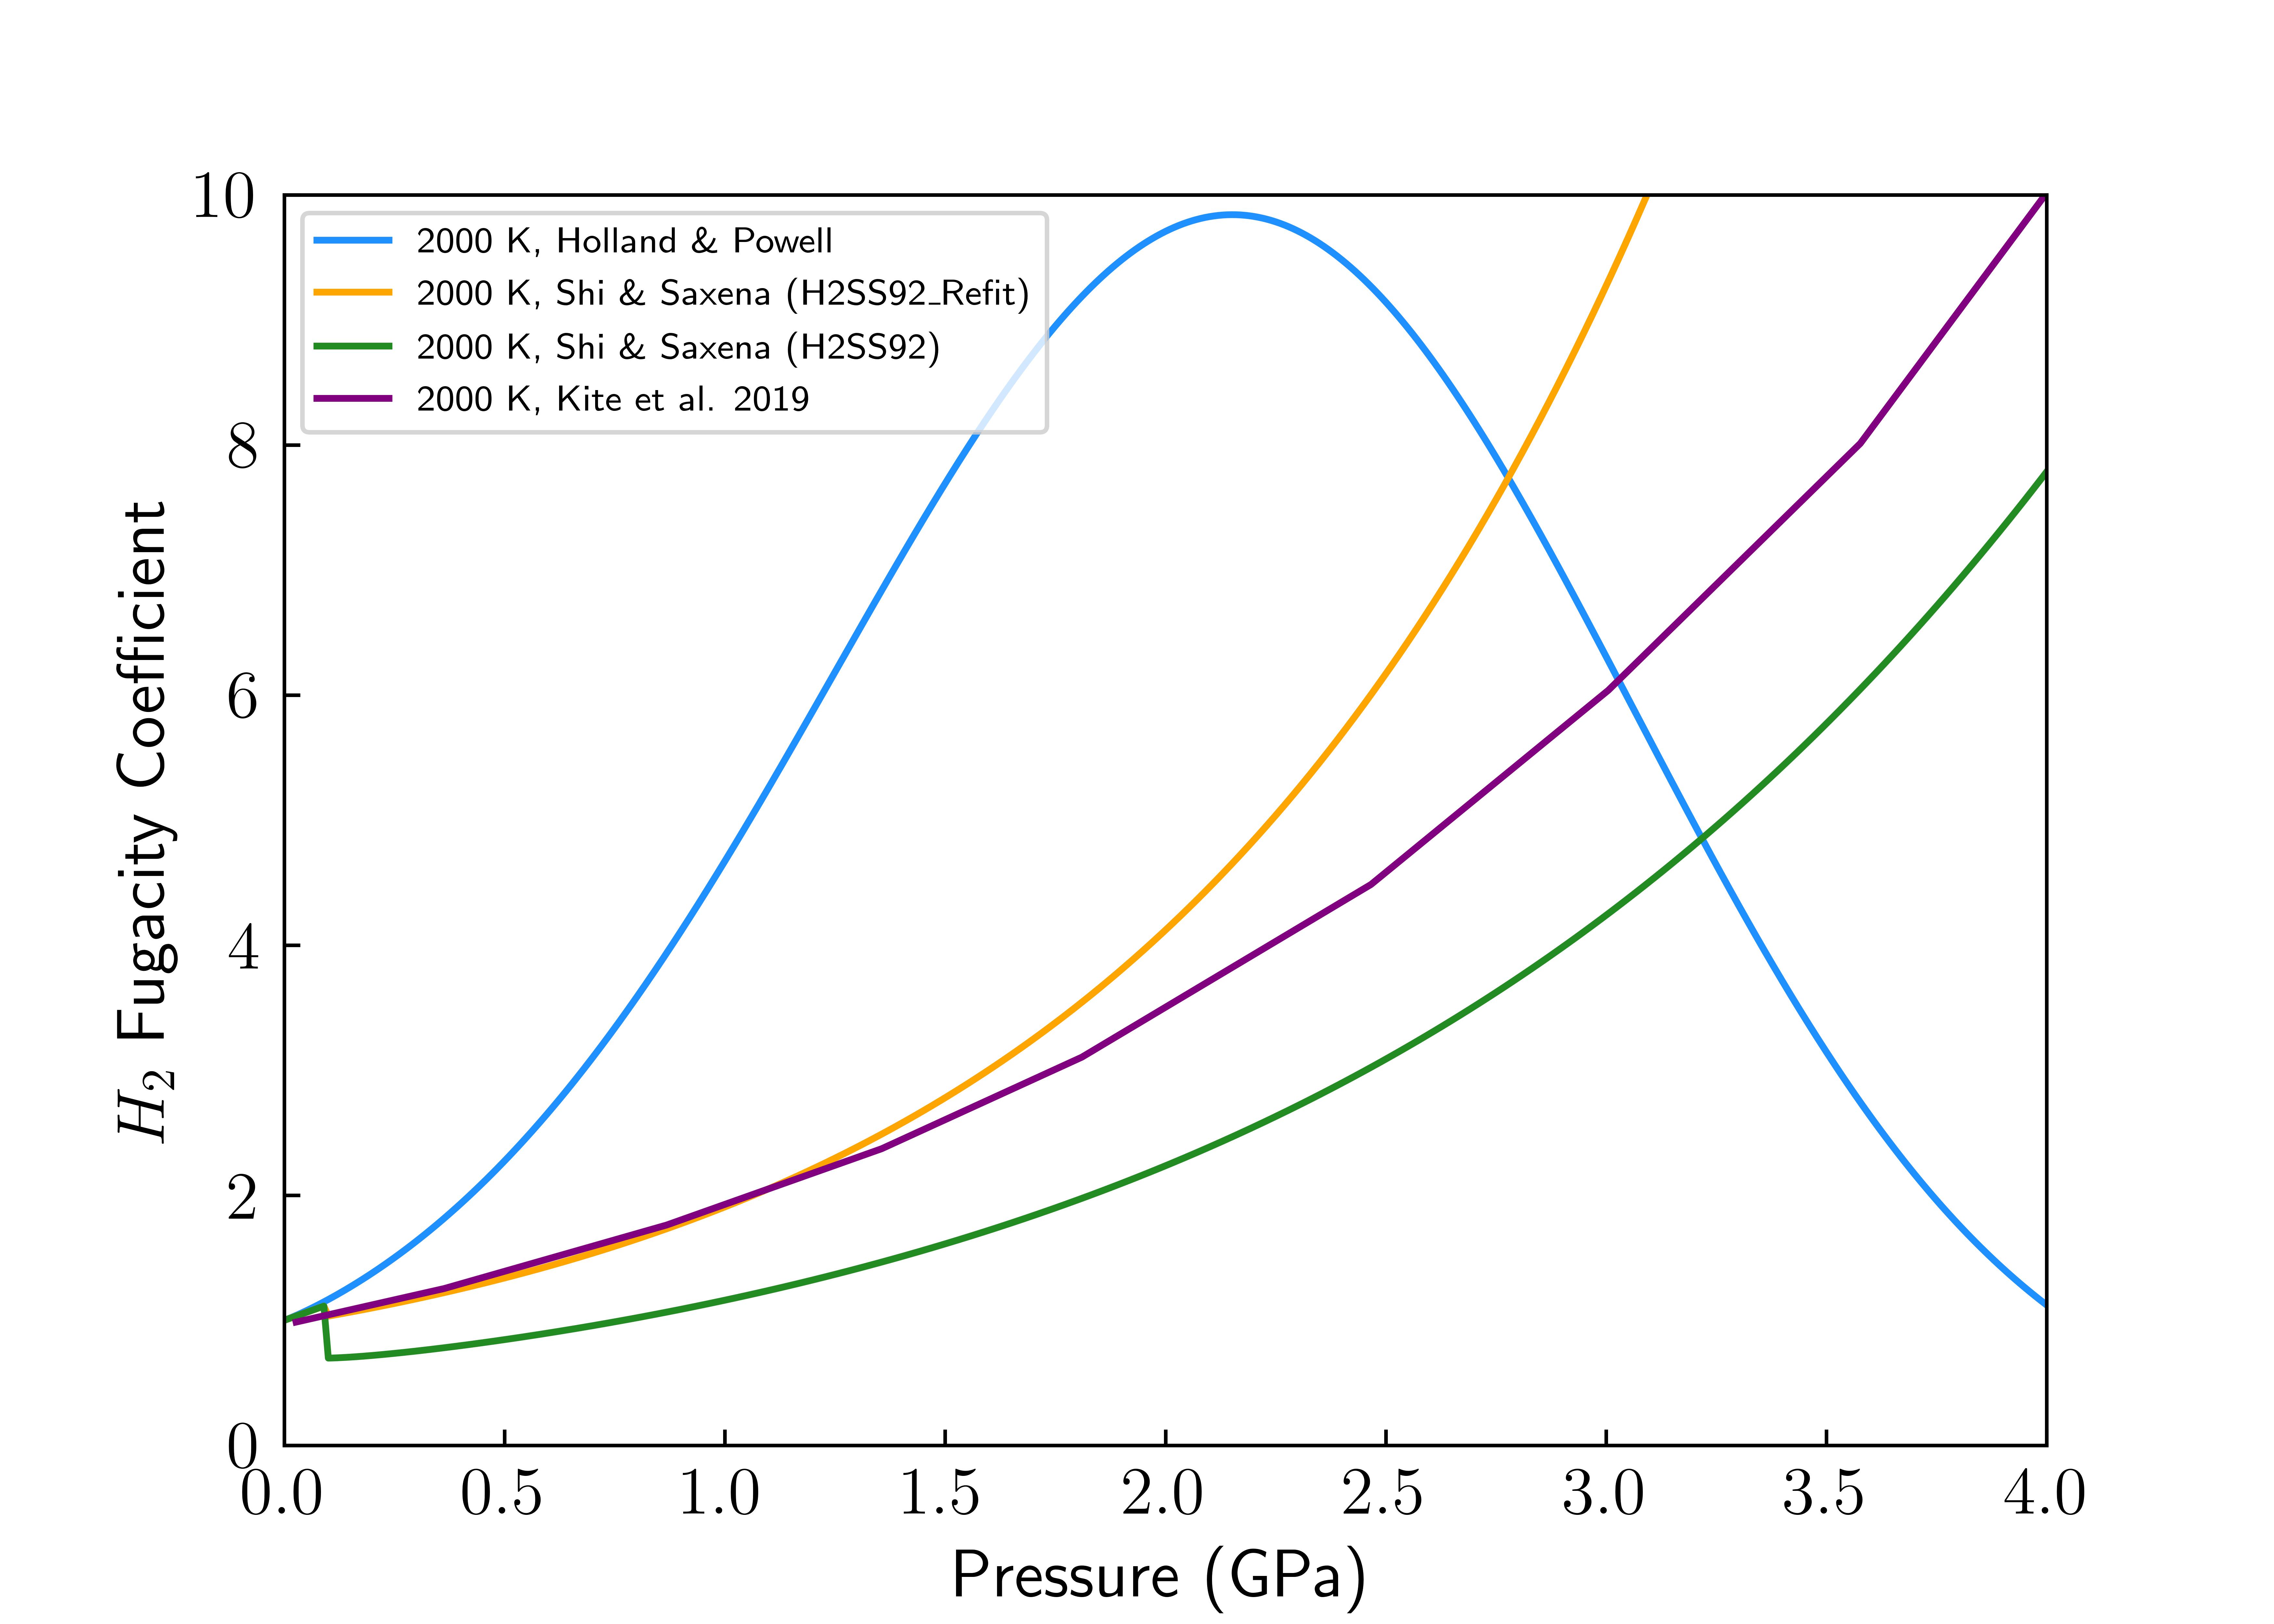 2000 K, Holland & Powell
2000 K, Shi & Saxena (H2SS92_Refit)
2000 K, Shi & Saxena (H2SS92)
2000 K, Kite et al. 2019
H₂ Fugacity Coefficient
10
8
6
4
2
0
0.0 0.5 1.0 1.5 2.0 2.5 3.0 3.5 4.0
Pressure (GPa)